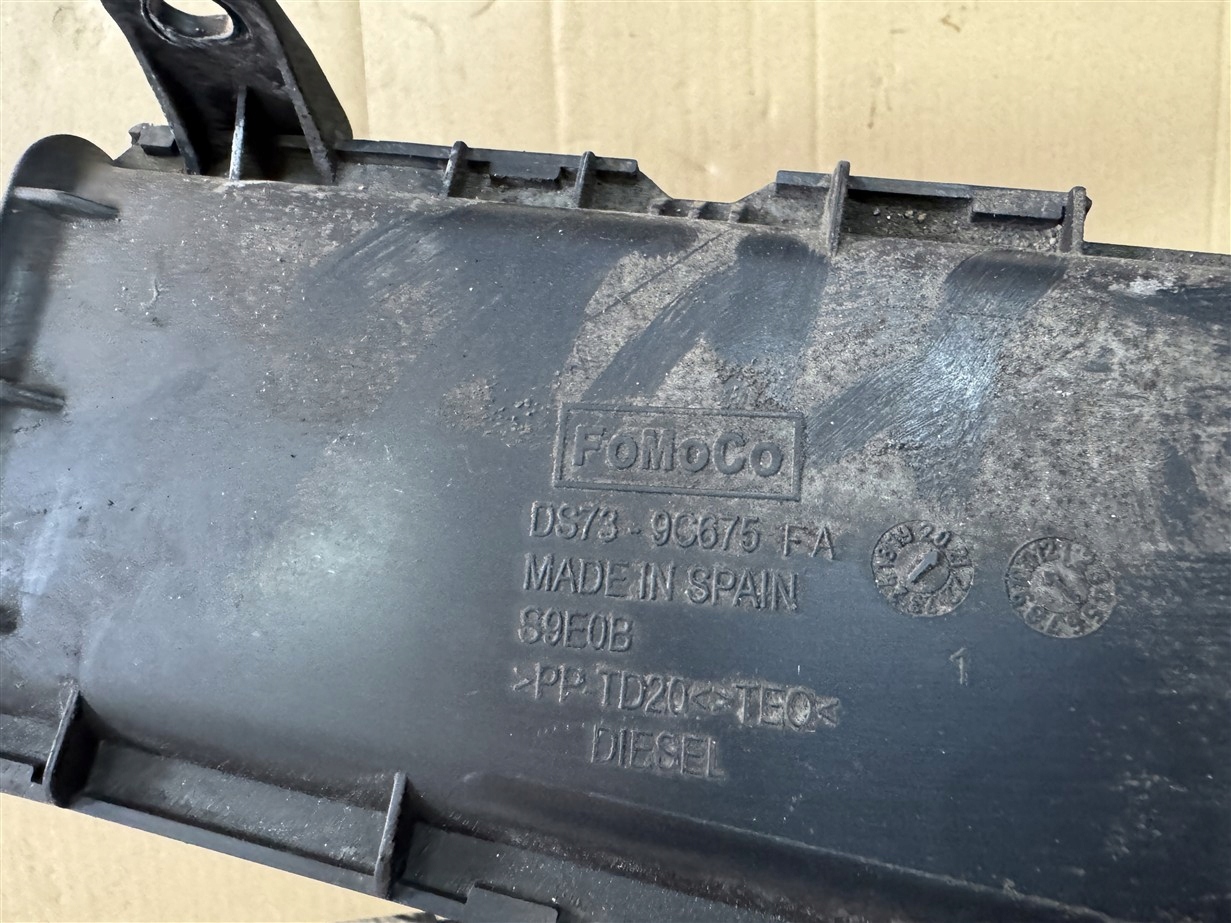 FoMoCo
DS73 - 9C675 FA
MADE IN SPAIN
S9E0B
>PP-TD20<>TEO<
DIESEL
1